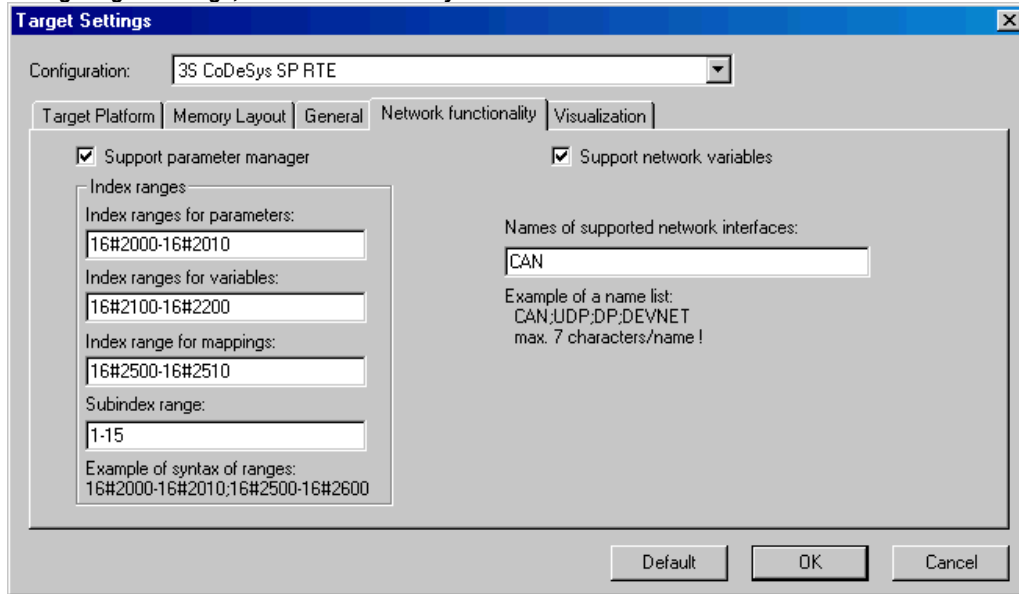 Target Settings
Configuration: 3S CoDeSys SP RTE
Target Platform Memory Layout General Network functionality Visualization
Support parameter manager
Index ranges
Index ranges for parameters:
16#2000-16#2010
Index ranges for variables:
16#2100-16#2200
Index range for mappings:
16#2500-16#2510
Subindex range:
1-15
Example of syntax of ranges:
16#2000-16#2010;16#2500-16#2600
Support network variables
Names of supported network interfaces:
CAN
Example of a name list:
CAN;UDP;DP;DEVNET
max. 7 characters/name !
Default OK Cancel